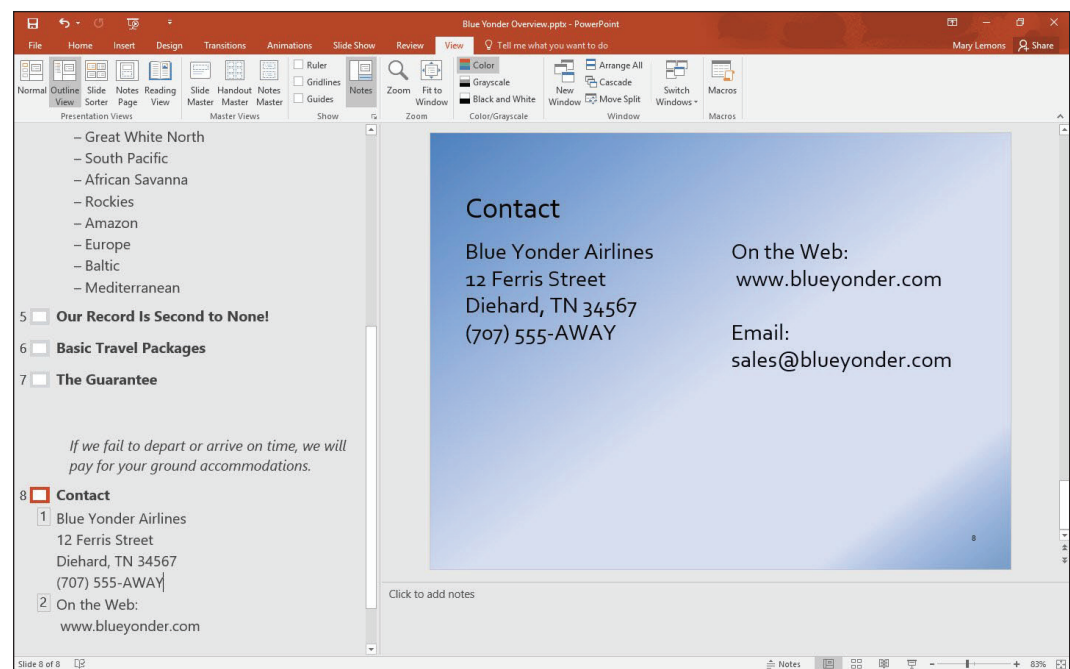 Blue Yonder Overview.pptx - PowerPoint
File Home Insert Design Transitions Animations Slide Show Review View Tell me what you want to do Mary Lemons Share
Normal Outline View Slide Sorter Notes Page Reading View
Presentation Views
Slide Master Handout Master Notes Master
Master Views
Ruler
Gridlines
Guides
Notes
Show
Zoom Fit to Window
Zoom
Color
Grayscale
Black and White
Color/Grayscale
New Window
Arrange All
Cascade
Move Split
Switch Windows
Window
Macros
Macros
– Great White North
– South Pacific
– African Savanna
– Rockies
– Amazon
– Europe
– Baltic
– Mediterranean
5 Our Record Is Second to None!
6 Basic Travel Packages
7 The Guarantee
If we fail to depart or arrive on time, we will
pay for your ground accommodations.
8 Contact
1 Blue Yonder Airlines
12 Ferris Street
Diehard, TN 34567
(707) 555-AWAY
2 On the Web:
www.blueyonder.com
Contact
Blue Yonder Airlines
12 Ferris Street
Diehard, TN 34567
(707) 555-AWAY
On the Web:
www.blueyonder.com
Email:
sales@blueyonder.com
8
Click to add notes
Slide 8 of 8 Notes 83%